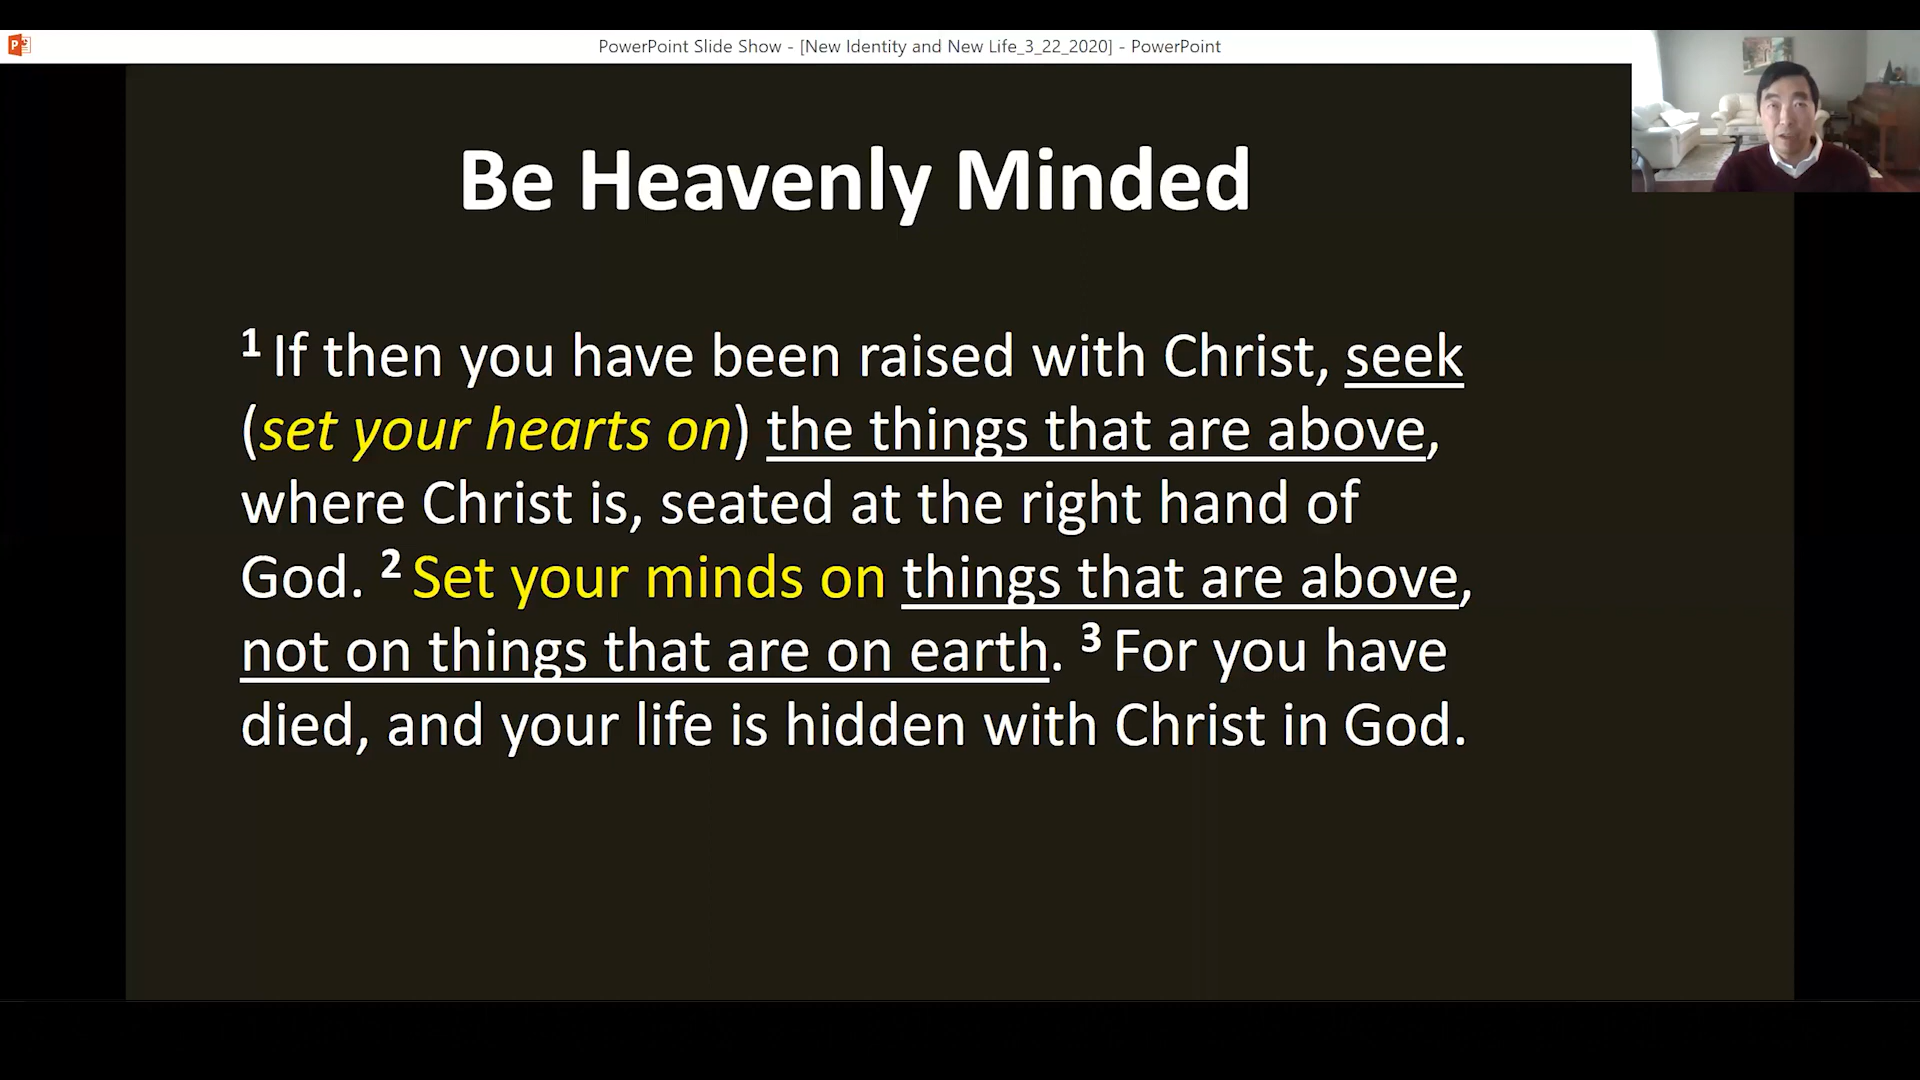 PowerPoint Slide Show - [New Identity and New Life_3_22_2020] - PowerPoint
Be Heavenly Minded
1 If then you have been raised with Christ, seek
(set your hearts on) the things that are above,
where Christ is, seated at the right hand of
God. 2 Set your minds on things that are above,
not on things that are on earth. 3 For you have
died, and your life is hidden with Christ in God.